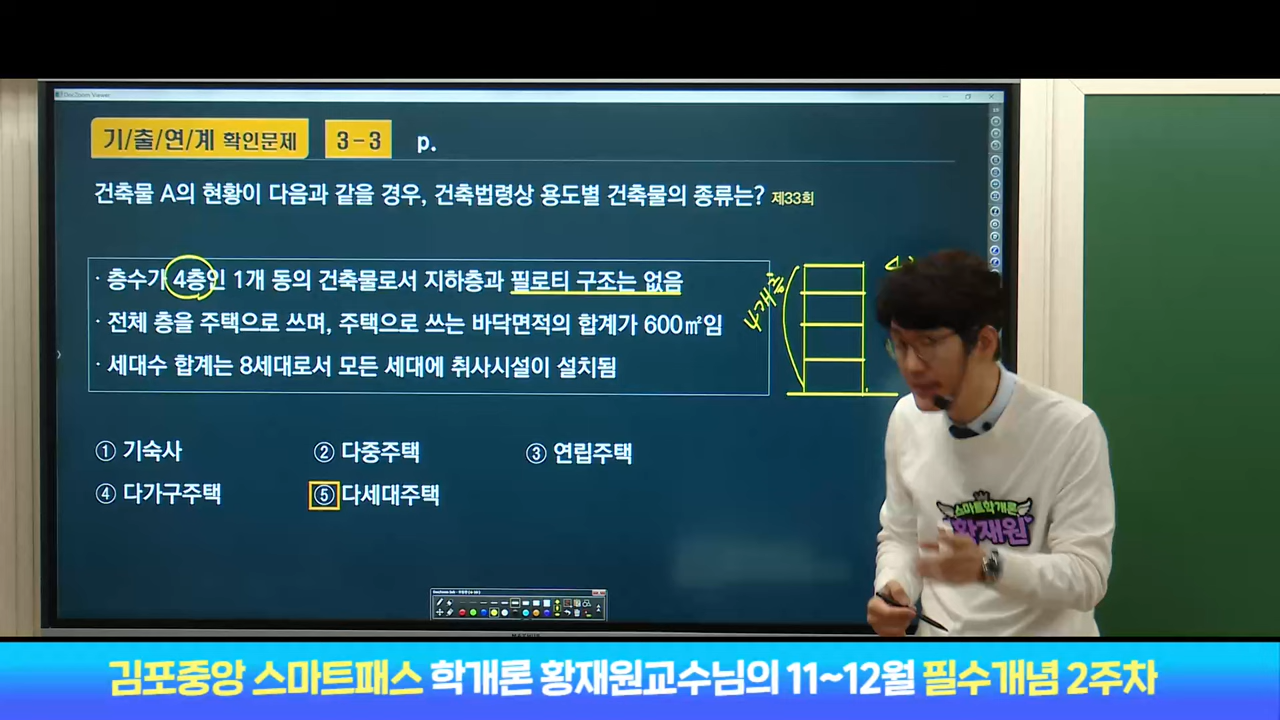 DocZoom Viewer
기/출/연/계 확인문제 3-3 p.
건축물 A의 현황이 다음과 같을 경우, 건축법령상 용도별 건축물의 종류는? 제33회
· 층수가 4층인 1개 동의 건축물로서 지하층과 필로티 구조는 없음
· 전체 층을 주택으로 쓰며, 주택으로 쓰는 바닥면적의 합계가 600㎡임
· 세대수 합계는 8세대로서 모든 세대에 취사시설이 설치됨
4개층
① 기숙사 ② 다중주택 ③ 연립주택
④ 다가구주택 ⑤ 다세대주택
스마트학개론
황재원
김포중앙 스마트패스 학개론 황재원교수님의 11~12월 필수개념 2주차